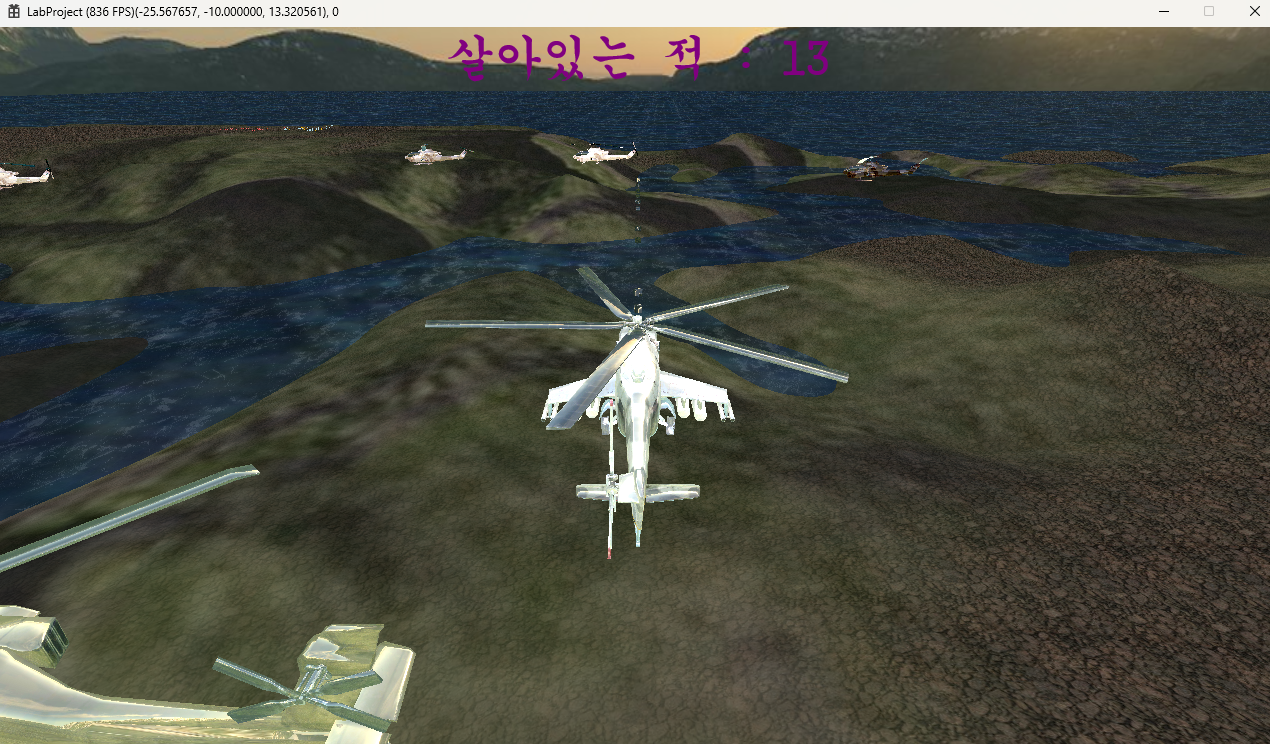 LabProject (836 FPS)(-25.567657, -10.000000, 13.320561), 0
살아있는 적 : 13